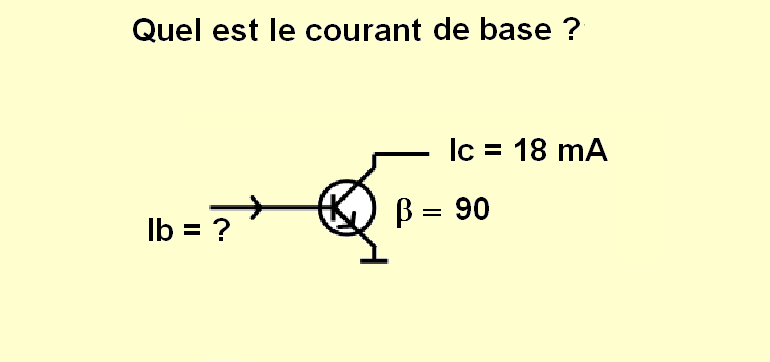 Quel est le courant de base ?
Ic = 18 mA
β = 90
Ib = ?